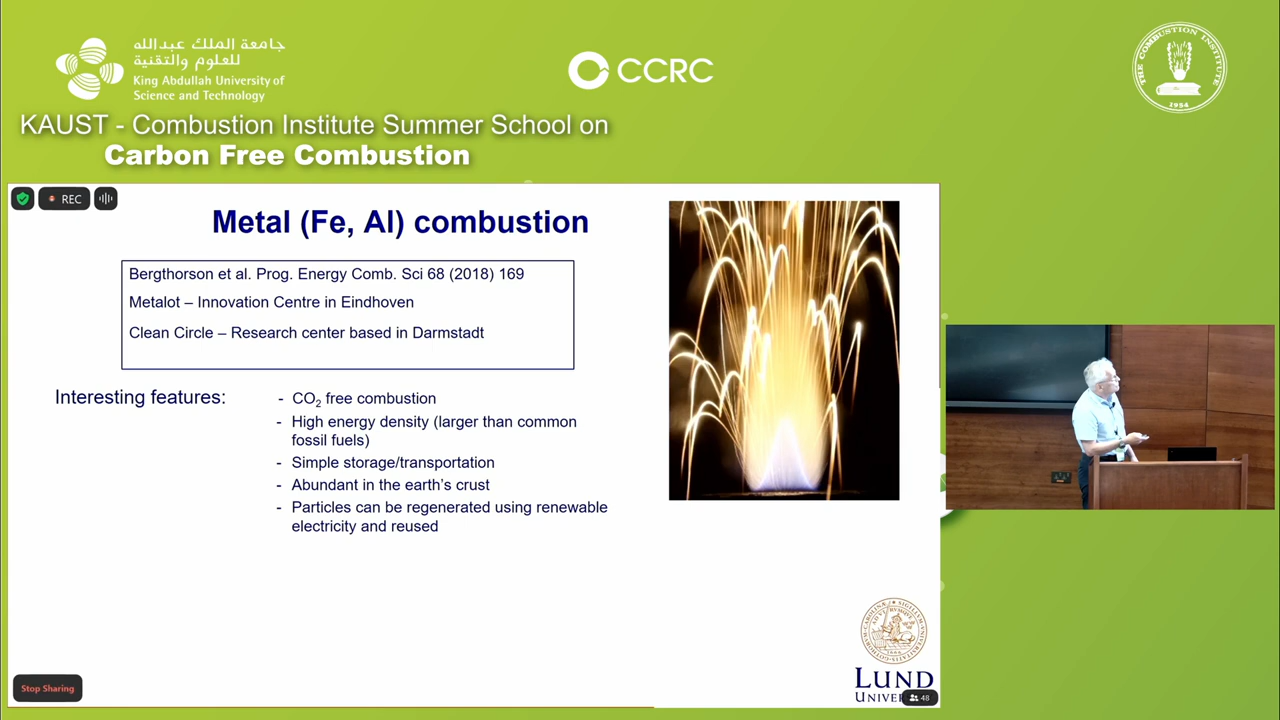 جامعة الملك عبدالله
للعلوم والتقنية
King Abdullah University of
Science and Technology
CCRC
THE COMBUSTION INSTITUTE
1954
KAUST - Combustion Institute Summer School on
Carbon Free Combustion
REC
Metal (Fe, Al) combustion
Bergthorson et al. Prog. Energy Comb. Sci 68 (2018) 169
Metalot – Innovation Centre in Eindhoven
Clean Circle – Research center based in Darmstadt
Interesting features:
- CO₂ free combustion
- High energy density (larger than common
fossil fuels)
- Simple storage/transportation
- Abundant in the earth's crust
- Particles can be regenerated using renewable
electricity and reused
LUND
Stop Sharing
48